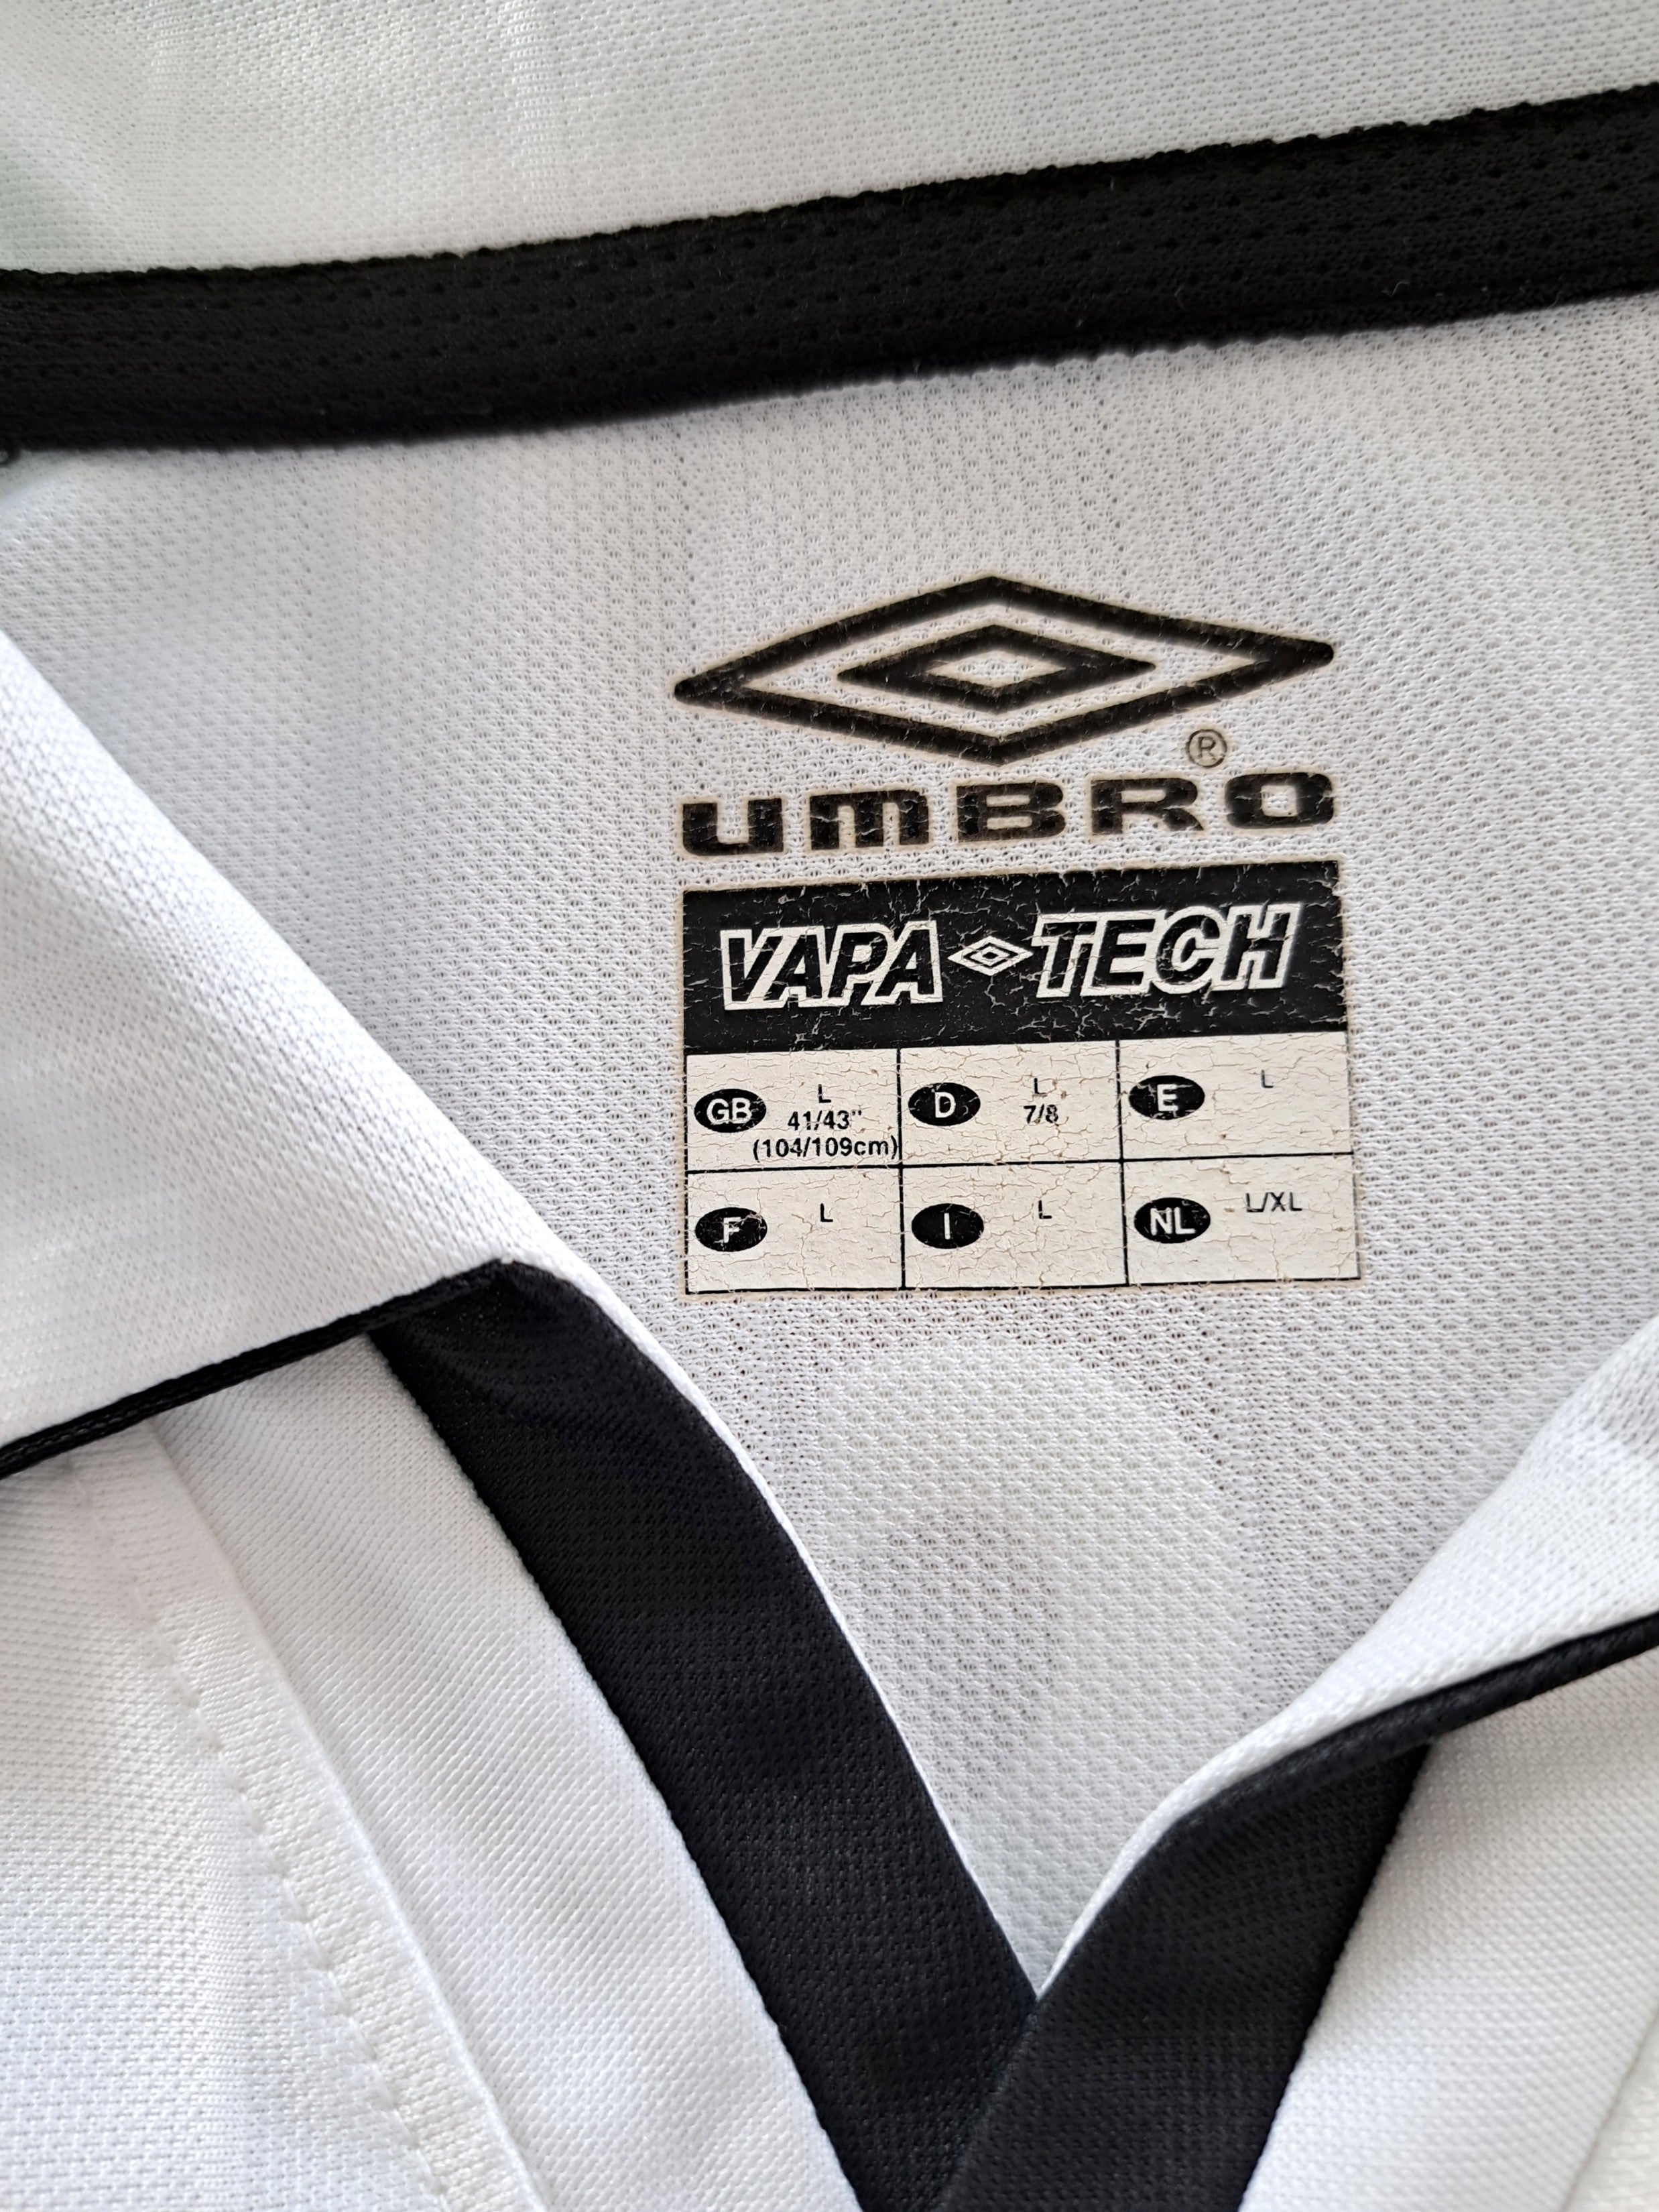 ®
UMBRO
VAPA TECH
GB L 41/43" (104/109cm)
D L 7/8
E L
F L
I L
NL L/XL